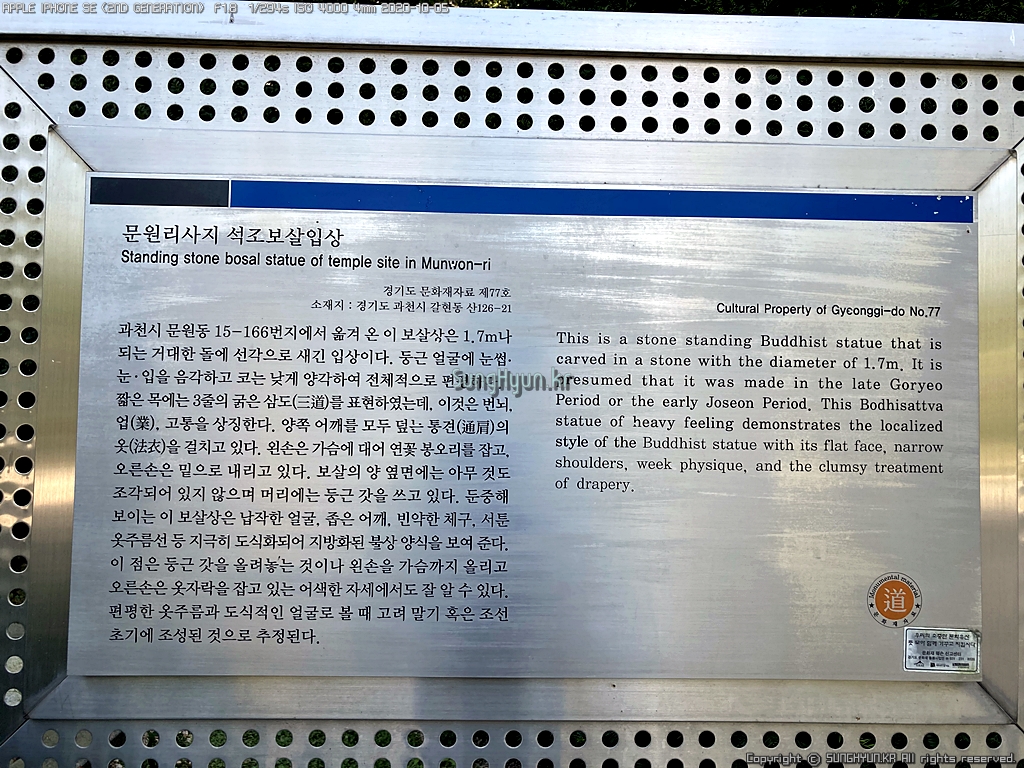 APPLE IPHONE SE (2ND GENERATION) F1.8 1/294s ISO 4000 4mm 2020-10-05
문원리사지 석조보살입상
Standing stone bosal statue of temple site in Munwon-ri
경기도 문화재자료 제77호
소재지 : 경기도 과천시 갈현동 산126-21
과천시 문원동 15-166번지에서 옮겨 온 이 보살상은 1.7m나
되는 거대한 돌에 선각으로 새긴 입상이다. 둥근 얼굴에 눈썹·
눈·입을 음각하고 코는 낮게 양각하여 전체적으로
짧은 목에는 3줄의 굵은 삼도(三道)를 표현하였는데, 이것은 번뇌,
업(業), 고통을 상징한다. 양쪽 어깨를 모두 덮는 통견(通肩)의
옷(法衣)을 걸치고 있다. 왼손은 가슴에 대어 연꽃 봉오리를 잡고,
오른손은 밑으로 내리고 있다. 보살의 양 옆면에는 아무 것도
조각되어 있지 않으며 머리에는 둥근 갓을 쓰고 있다. 둔중해
보이는 이 보살상은 납작한 얼굴, 좁은 어깨, 빈약한 체구, 서툰
옷주름선 등 지극히 도식화되어 지방화된 불상 양식을 보여 준다.
이 점은 둥근 갓을 올려놓는 것이나 왼손을 가슴까지 올리고
오른손은 옷자락을 잡고 있는 어색한 자세에서도 잘 알 수 있다.
편평한 옷주름과 도식적인 얼굴로 볼 때 고려 말기 혹은 조선
초기에 조성된 것으로 추정된다.
Cultural Property of Gyeonggi-do No.77
This is a stone standing Buddhist statue that is
carved in a stone with the diameter of 1.7m. It is
presumed that it was made in the late Goryeo
Period or the early Joseon Period. This Bodhisattva
statue of heavy feeling demonstrates the localized
style of the Buddhist statue with its flat face, narrow
shoulders, week physique, and the clumsy treatment
of drapery.
SungHyun.kr
Monumental material
道
문화재자료
Copyright ⓒ SUNGHYUN.KR All rights reserved.